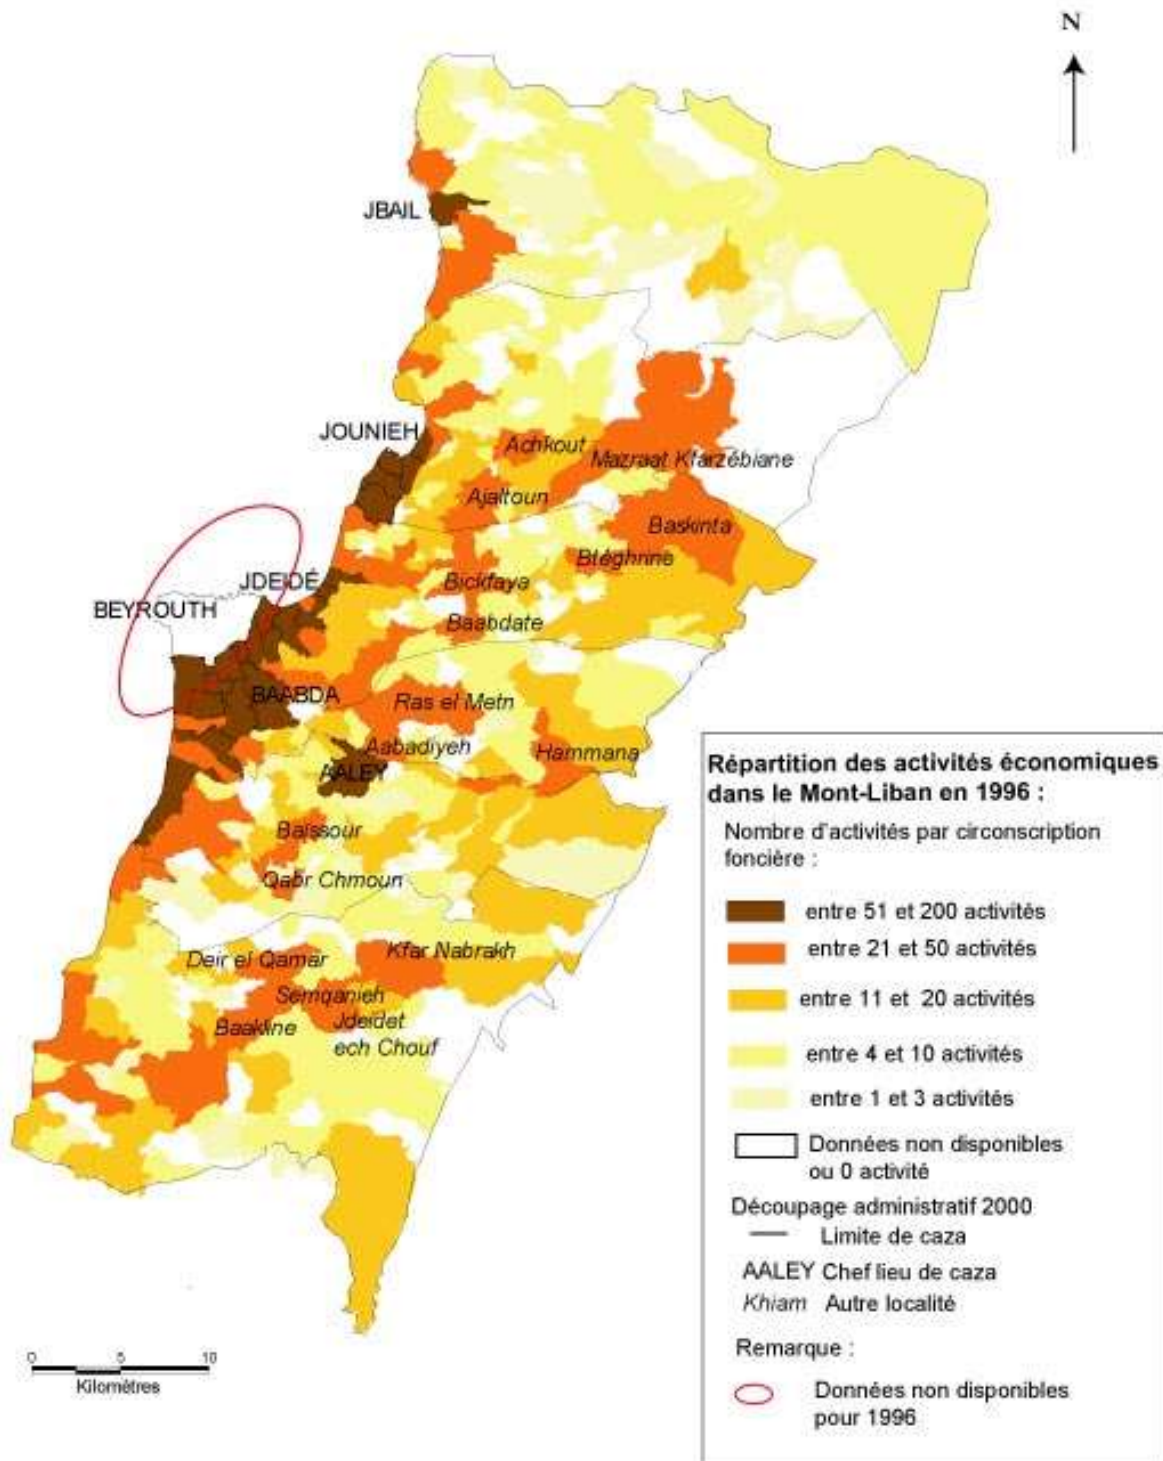 N
JBAIL
JOUNIEH
Achkout
Mazraat Kfarzébiane
Ajaltoun
Baskinta
Btéghrine
JDEIDÉ
Bickfaya
BEYROUTH
Baabdate
BAABDA
Ras el Metn
Aabadiyeh
Hammana
AALEY
Baissour
Qabr Chmoun
Deir el Qamar
Kfar Nabrakh
Semqanieh
Baakline
Jdeidet
ech Chouf
0 5 10
Kilomètres
Répartition des activités économiques
dans le Mont-Liban en 1996 :
Nombre d'activités par circonscription
foncière :
entre 51 et 200 activités
entre 21 et 50 activités
entre 11 et 20 activités
entre 4 et 10 activités
entre 1 et 3 activités
Données non disponibles
ou 0 activité
Découpage administratif 2000
Limite de caza
AALEY Chef lieu de caza
Khiam Autre localité
Remarque :
Données non disponibles
pour 1996